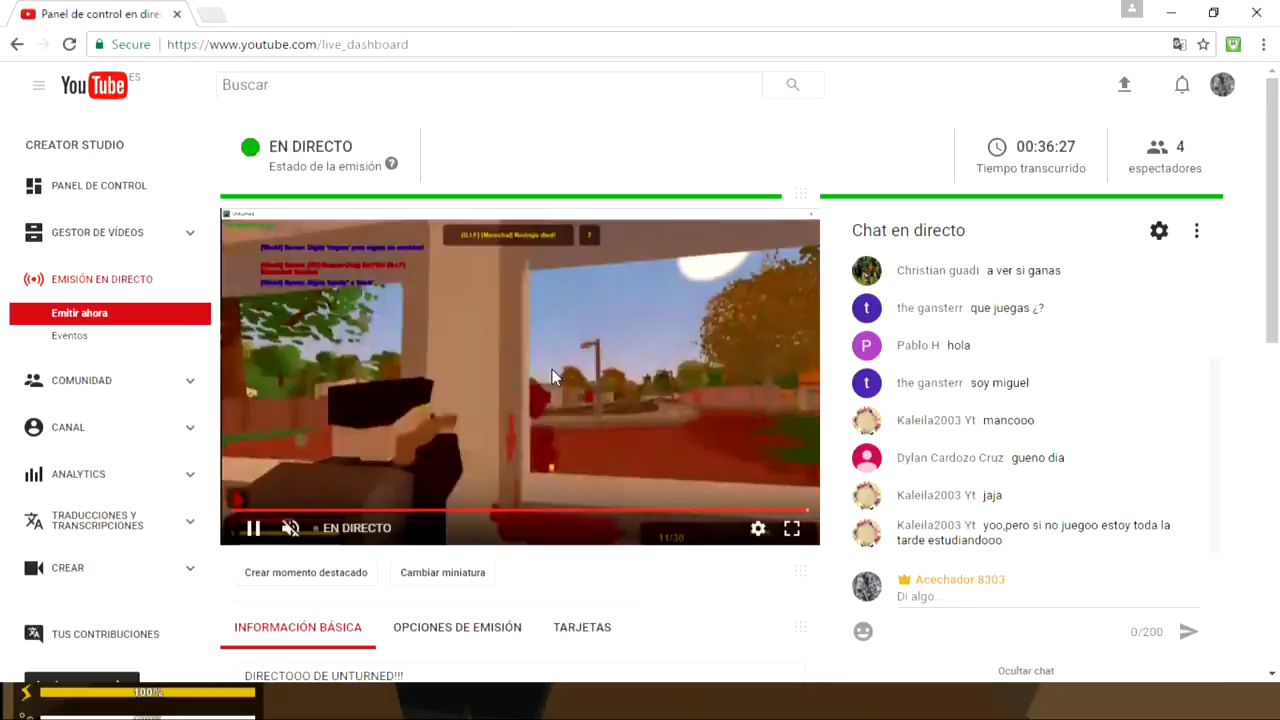 Panel de control en dire
Secure
https://www.youtube.com/live_dashboard
YouTube ES
Buscar
CREATOR STUDIO
PANEL DE CONTROL
GESTOR DE VÍDEOS
EMISIÓN EN DIRECTO
Emitir ahora
Eventos
COMUNIDAD
CANAL
ANALYTICS
TRADUCCIONES Y
TRANSCRIPCIONES
CREAR
TUS CONTRIBUCIONES
EN DIRECTO
Estado de la emisión ?
00:36:27
Tiempo transcurrido
4
espectadores
Unturned
EN DIRECTO
11/30
Crear momento destacado
Cambiar miniatura
INFORMACIÓN BÁSICA
OPCIONES DE EMISIÓN
TARJETAS
DIRECTOOO DE UNTURNED!!!
Chat en directo
Christian guadi a ver si ganas
t the gansterr que juegas ¿?
P Pablo H hola
t the gansterr soy miguel
Kaleila2003 Yt mancooo
Dylan Cardozo Cruz gueno dia
Kaleila2003 Yt jaja
Kaleila2003 Yt yoo,pero si no juegoo estoy toda la
tarde estudiandooo
Acechador 8303
Di algo...
0/200
Ocultar chat
100%